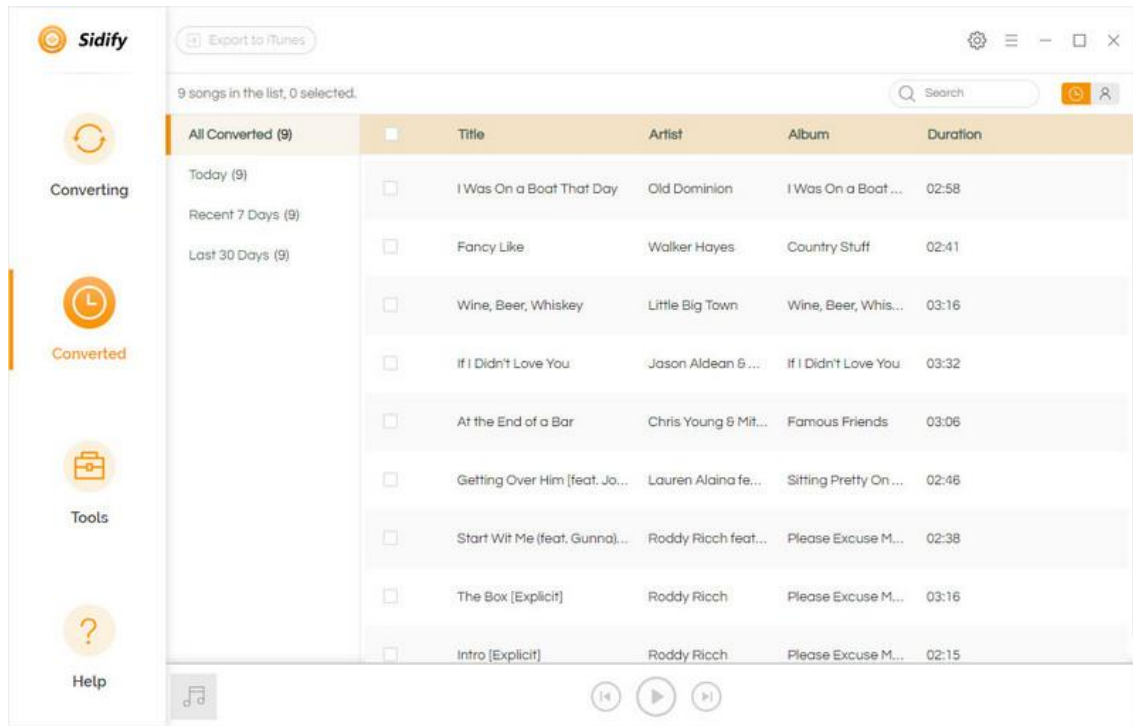 Sidify
Export to iTunes
9 songs in the list, 0 selected.
Search
Converting
Converted
Tools
Help
All Converted (9)
Today (9)
Recent 7 Days (9)
Last 30 Days (9)
Title Artist Album Duration
I Was On a Boat That Day Old Dominion I Was On a Boat ... 02:58
Fancy Like Walker Hayes Country Stuff 02:41
Wine, Beer, Whiskey Little Big Town Wine, Beer, Whis... 03:16
If I Didn't Love You Jason Aldean & ... If I Didn't Love You 03:32
At the End of a Bar Chris Young & Mit... Famous Friends 03:06
Getting Over Him [feat. Jo... Lauren Alaina fe... Sitting Pretty On ... 02:46
Start Wit Me (feat. Gunna)... Roddy Ricch feat... Please Excuse M... 02:38
The Box [Explicit] Roddy Ricch Please Excuse M... 03:16
Intro [Explicit] Roddy Ricch Please Excuse M... 02:15